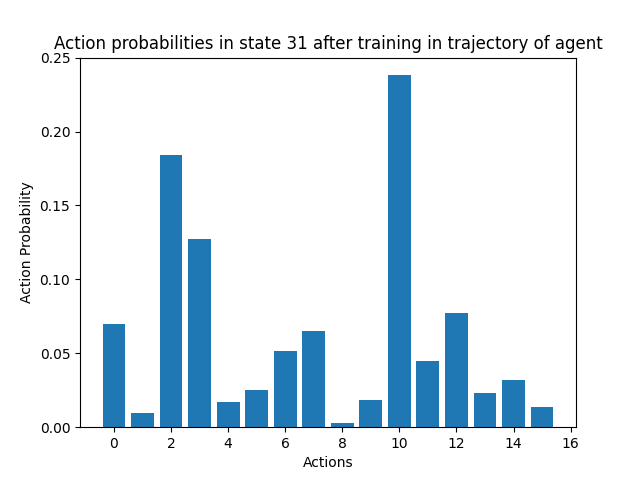 Action probabilities in state 31 after training in trajectory of agent
0.25
0.20
0.15
0.10
0.05
0.00
Action Probability
0 2 4 6 8 10 12 14 16
Actions